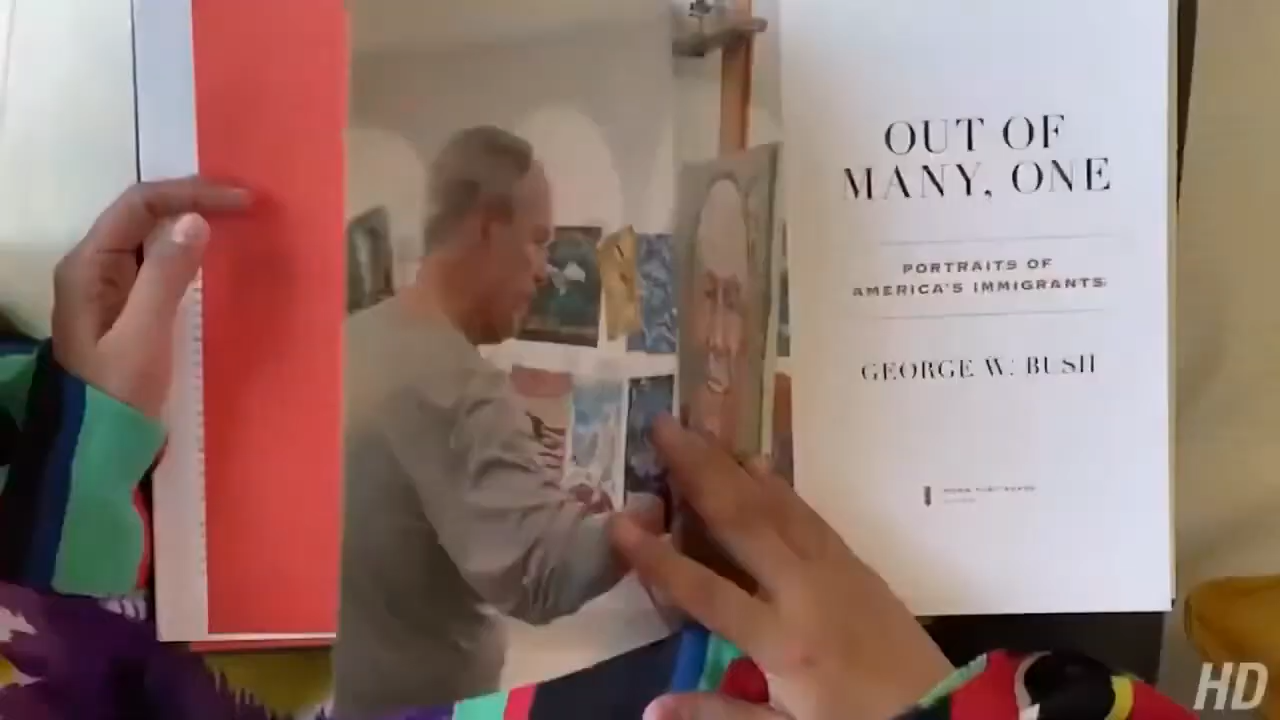 OUT OF
MANY, ONE
PORTRAITS OF
AMERICA'S IMMIGRANTS
GEORGE W. BUSH
HD